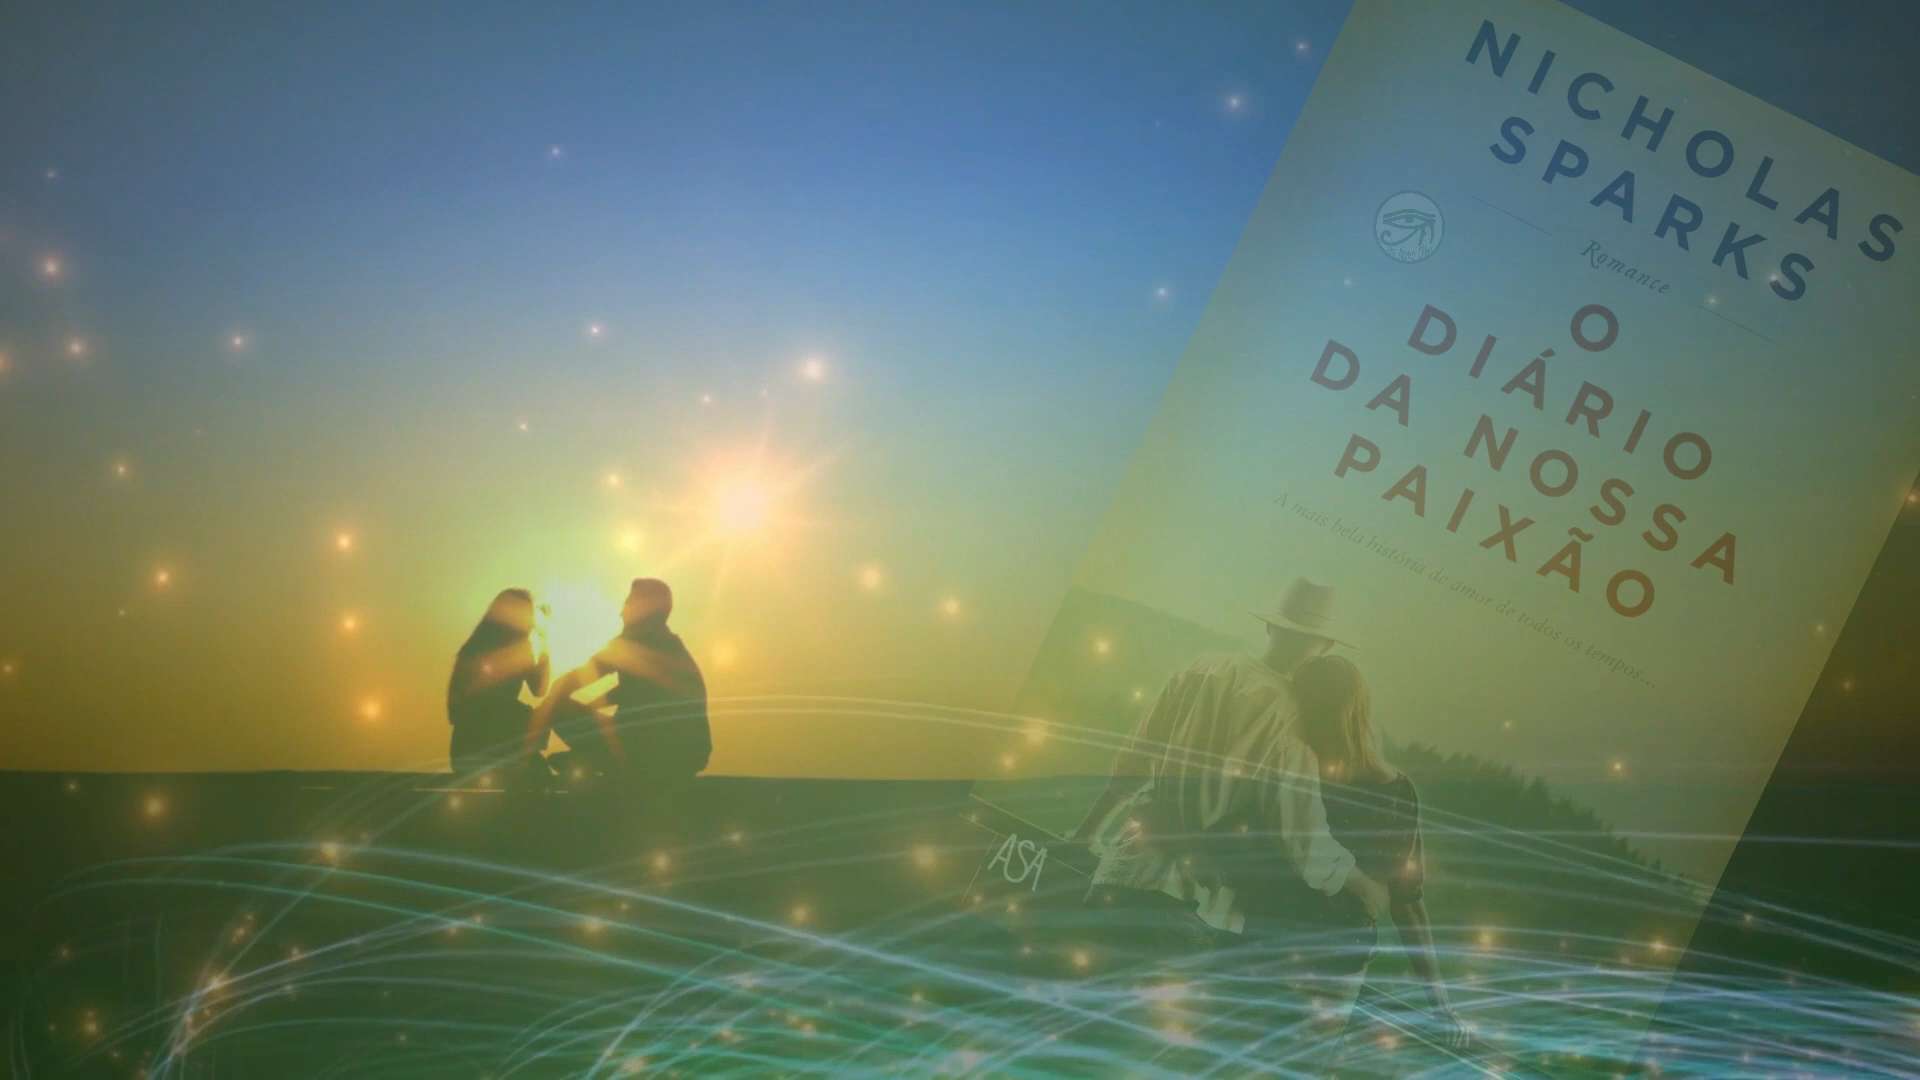 NICHOLAS
SPARKS
Romance
O
DIÁRIO
DA NOSSA
PAIXÃO
A mais bela história de amor de todos os tempos...
ASA